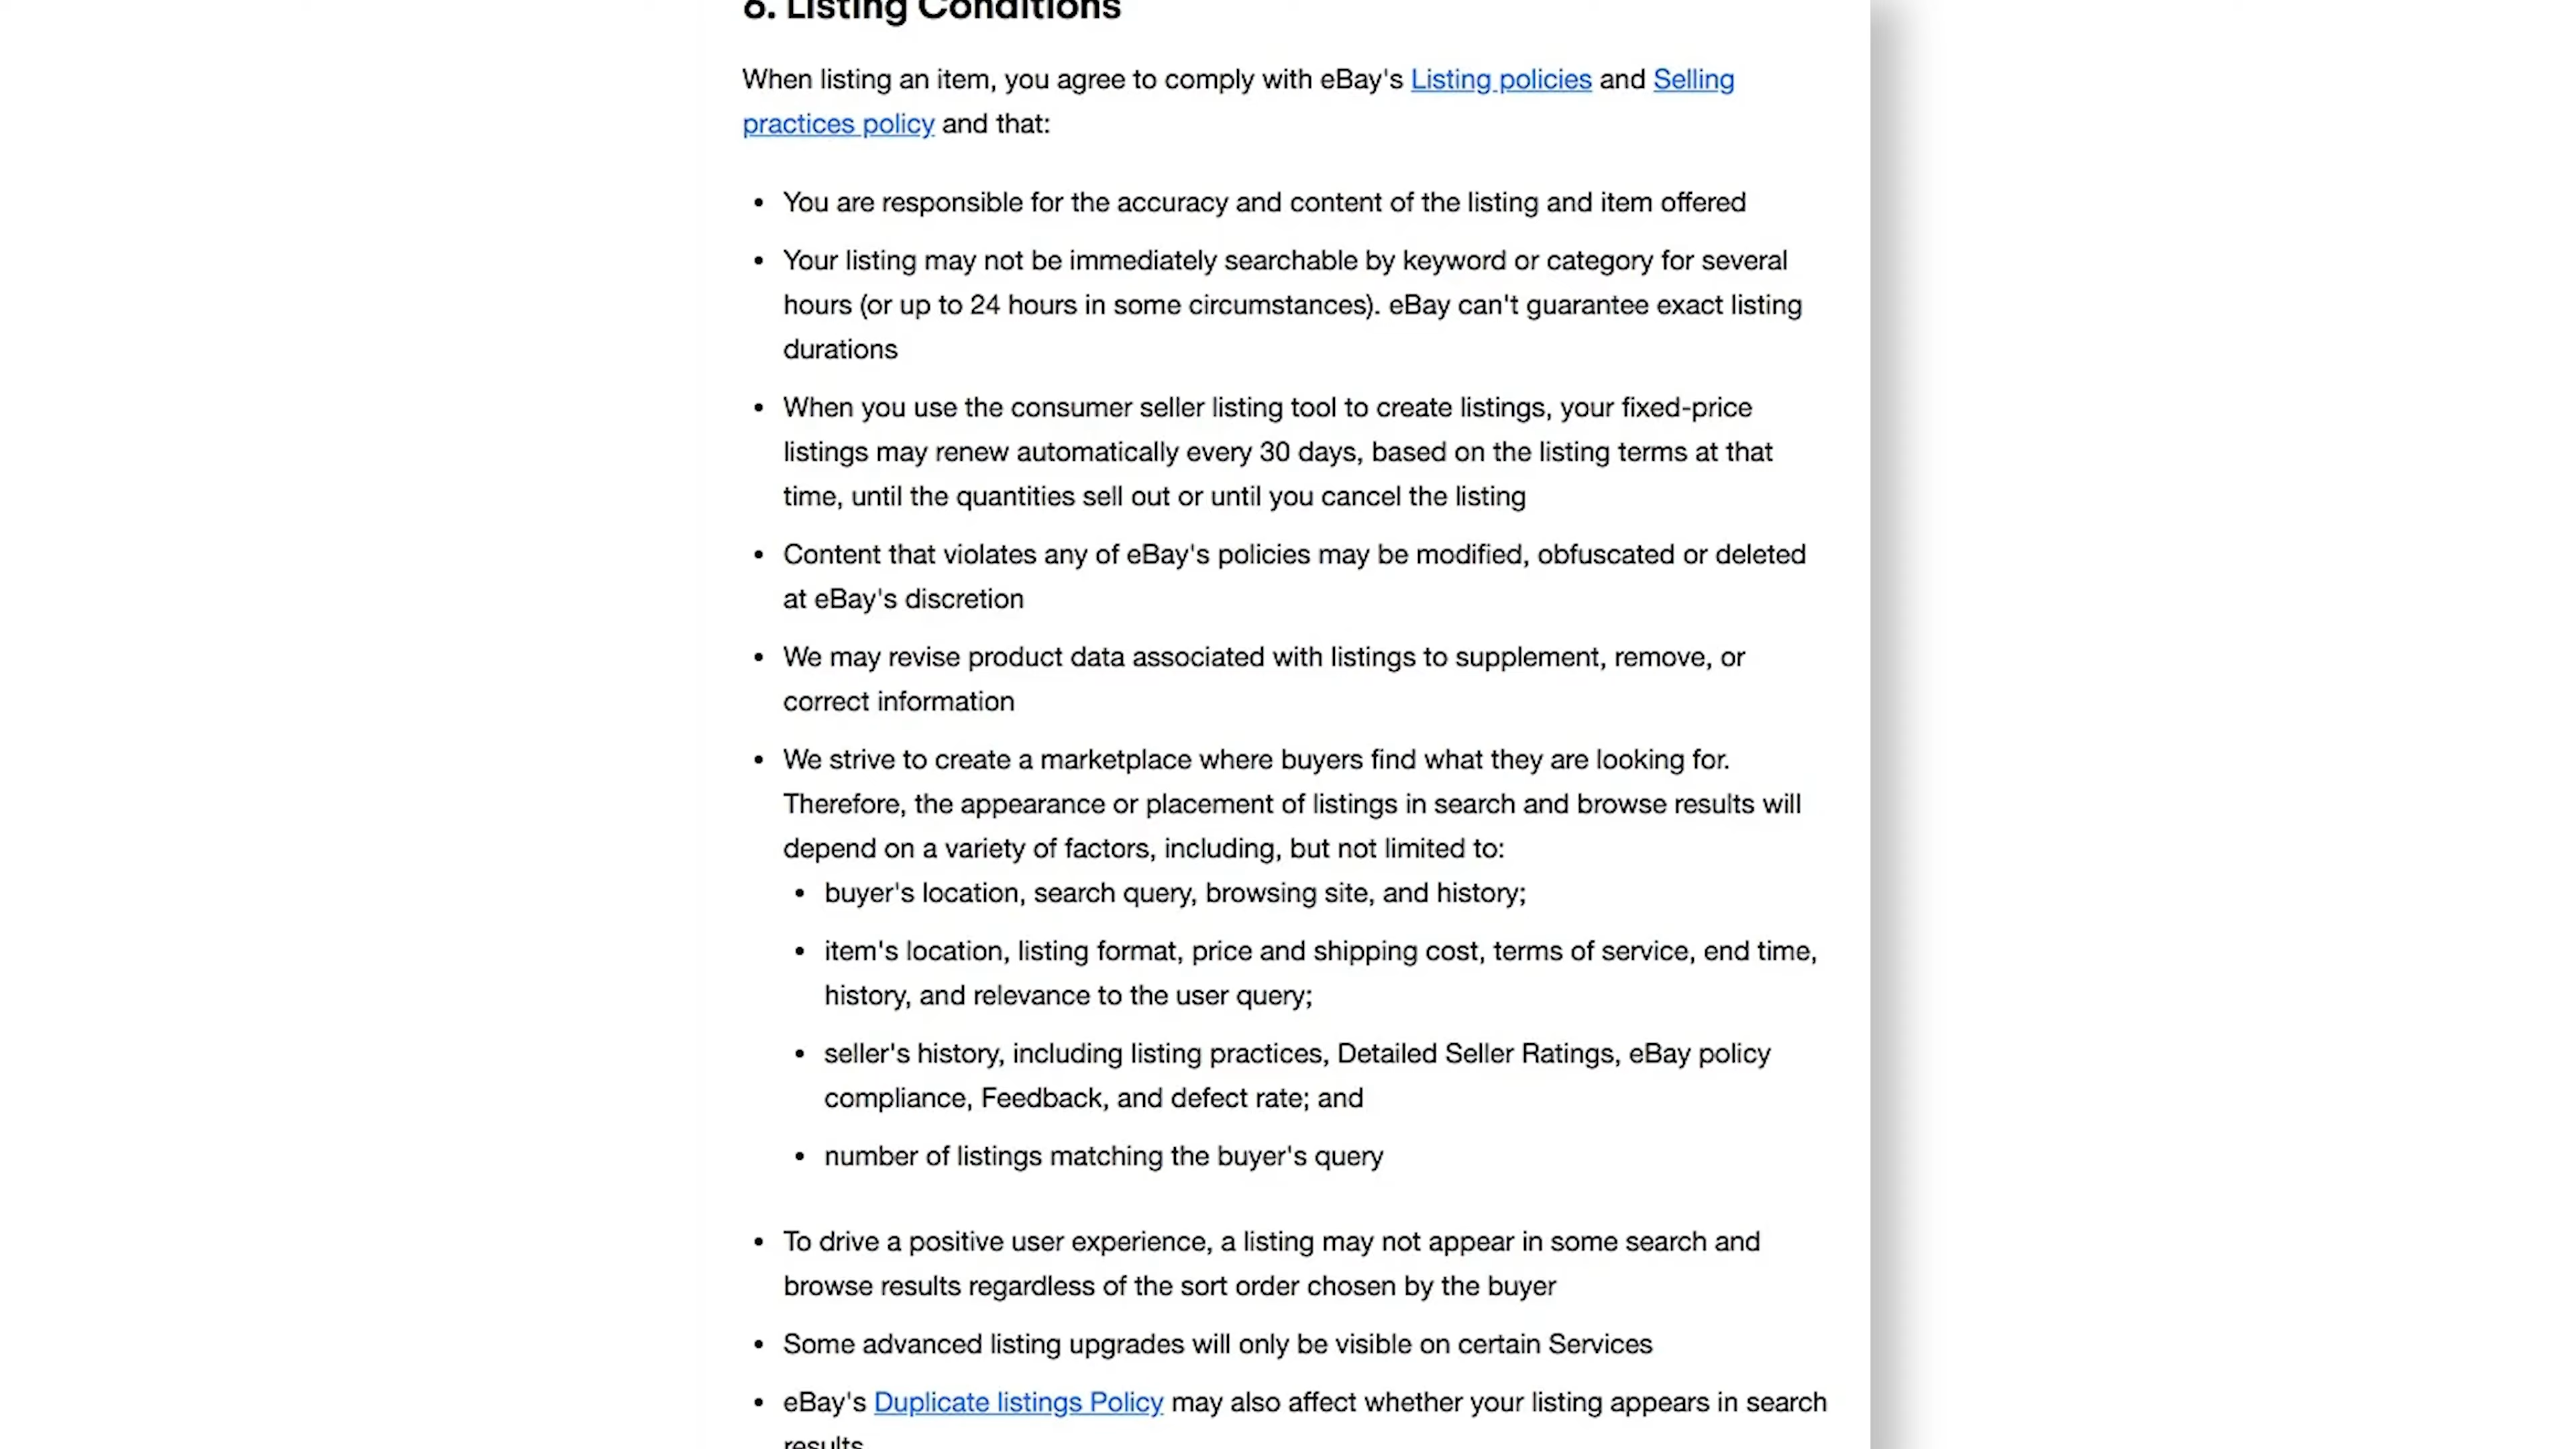 6. Listing Conditions
When listing an item, you agree to comply with eBay's Listing policies and Selling
practices policy and that:
• You are responsible for the accuracy and content of the listing and item offered
• Your listing may not be immediately searchable by keyword or category for several
hours (or up to 24 hours in some circumstances). eBay can't guarantee exact listing
durations
• When you use the consumer seller listing tool to create listings, your fixed-price
listings may renew automatically every 30 days, based on the listing terms at that
time, until the quantities sell out or until you cancel the listing
• Content that violates any of eBay's policies may be modified, obfuscated or deleted
at eBay's discretion
• We may revise product data associated with listings to supplement, remove, or
correct information
• We strive to create a marketplace where buyers find what they are looking for.
Therefore, the appearance or placement of listings in search and browse results will
depend on a variety of factors, including, but not limited to:
• buyer's location, search query, browsing site, and history;
• item's location, listing format, price and shipping cost, terms of service, end time,
history, and relevance to the user query;
• seller's history, including listing practices, Detailed Seller Ratings, eBay policy
compliance, Feedback, and defect rate; and
• number of listings matching the buyer's query
• To drive a positive user experience, a listing may not appear in some search and
browse results regardless of the sort order chosen by the buyer
• Some advanced listing upgrades will only be visible on certain Services
• eBay's Duplicate listings Policy may also affect whether your listing appears in search
results